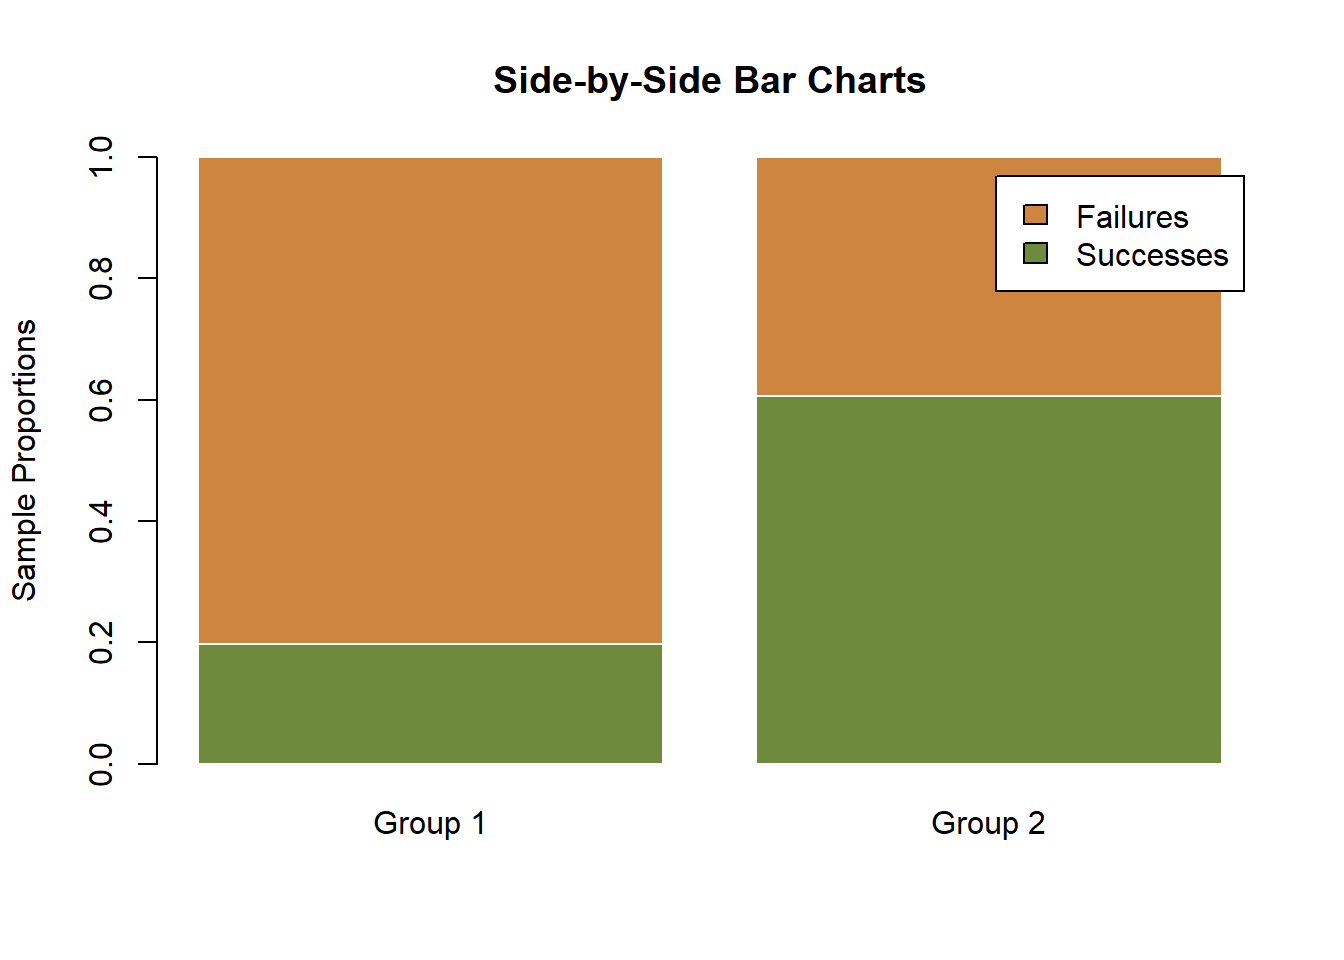 Side-by-Side Bar Charts
Sample Proportions
1.0
0.8
0.6
0.4
0.2
0.0
Failures
Successes
Group 1
Group 2